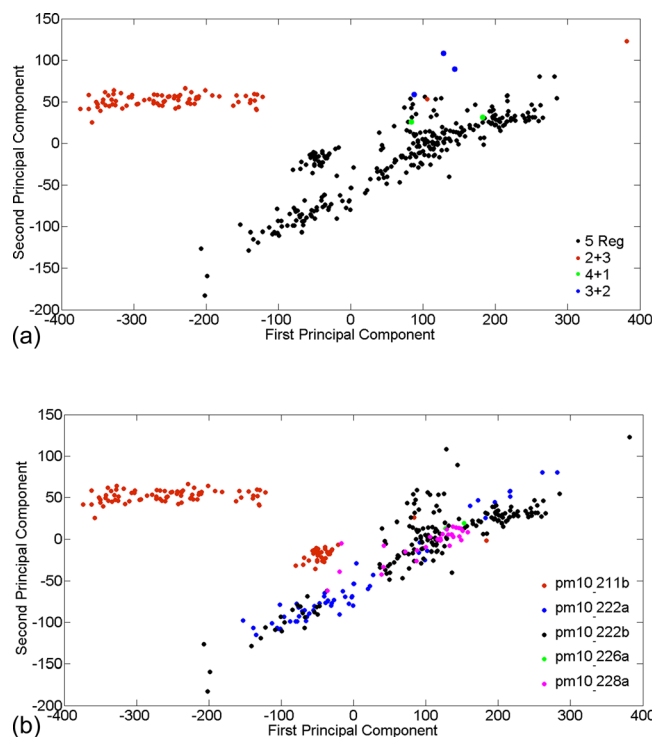 150
100
50
0
-50
-100
-150
-200
Second Principal Component
5 Reg
2+3
4+1
3+2
-400 -300 -200 -100 0 100 200 300 400
First Principal Component
(a)
150
100
50
0
-50
-100
-150
-200
Second Principal Component
pm10_211b
pm10_222a
pm10_222b
pm10_226a
pm10_228a
-400 -300 -200 -100 0 100 200 300 400
First Principal Component
(b)